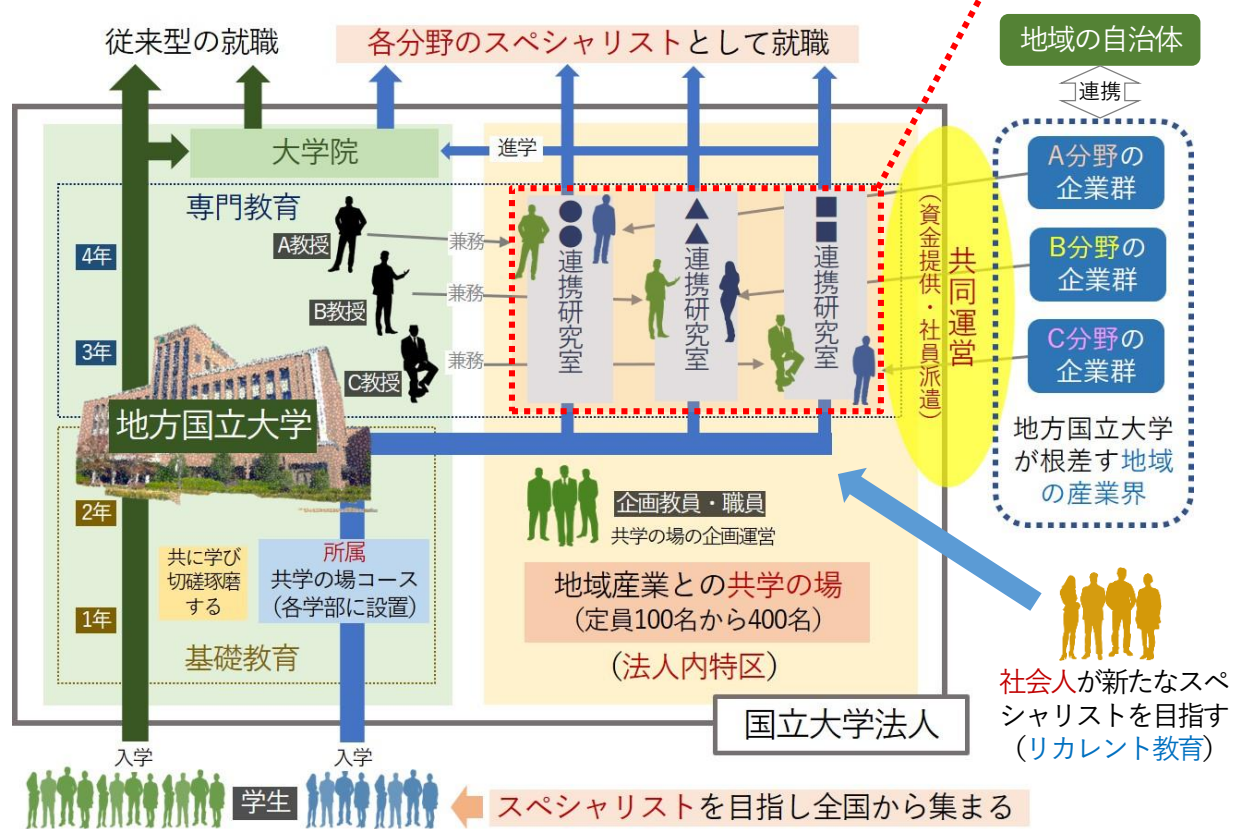 従来型の就職
各分野のスペシャリストとして就職
地域の自治体
連携
大学院
進学
専門教育
A教授
B教授
C教授
兼務
兼務
兼務
4年
3年
2年
1年
●●連携研究室
▲▲連携研究室
■■連携研究室
共同運営
（資金提供・社員派遣）
A分野の
企業群
B分野の
企業群
C分野の
企業群
地方国立大学
が根差す地域
の産業界
地方国立大学
企画教員・職員
共学の場の企画運営
共に学び
切磋琢磨
する
所属
共学の場コース
（各学部に設置）
基礎教育
地域産業との共学の場
（定員100名から400名）
（法人内特区）
国立大学法人
社会人が新たなスペ
シャリストを目指す
（リカレント教育）
入学
入学
学生
スペシャリストを目指し全国から集まる